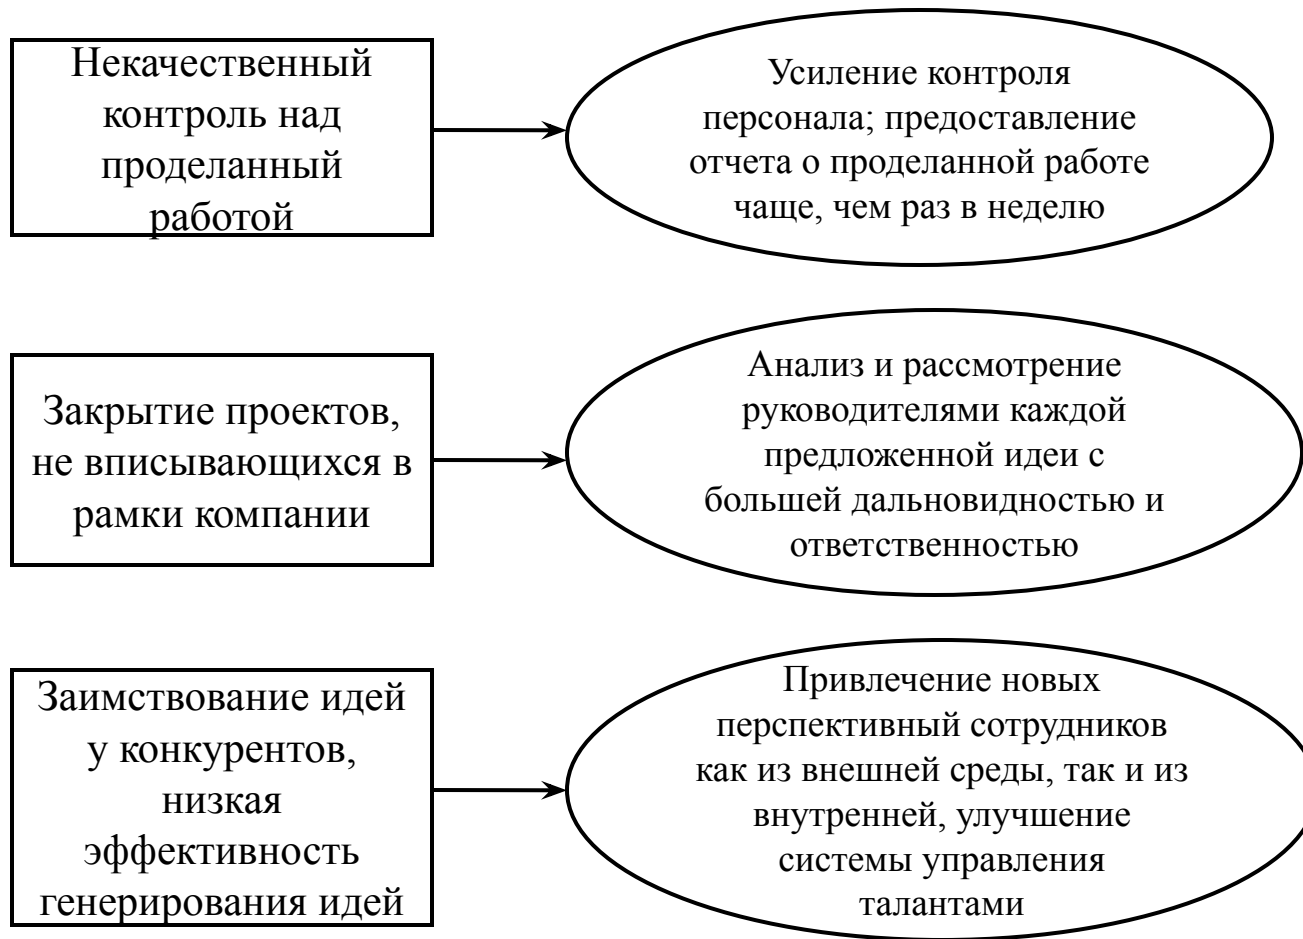 Некачественный
контроль над
проделанный
работой
Усиление контроля
персонала; предоставление
отчета о проделанной работе
чаще, чем раз в неделю
Закрытие проектов,
не вписывающихся в
рамки компании
Анализ и рассмотрение
руководителями каждой
предложенной идеи с
большей дальновидностью и
ответственностью
Заимствование идей
у конкурентов,
низкая
эффективность
генерирования идей
Привлечение новых
перспективный сотрудников
как из внешней среды, так и из
внутренней, улучшение
системы управления
талантами